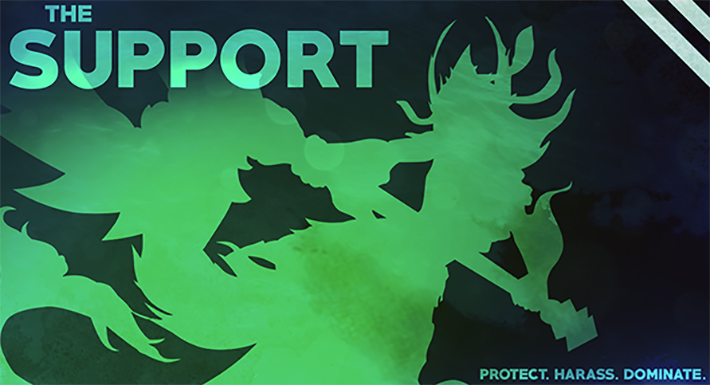 THE
SUPPORT
PROTECT. HARASS. DOMINATE.